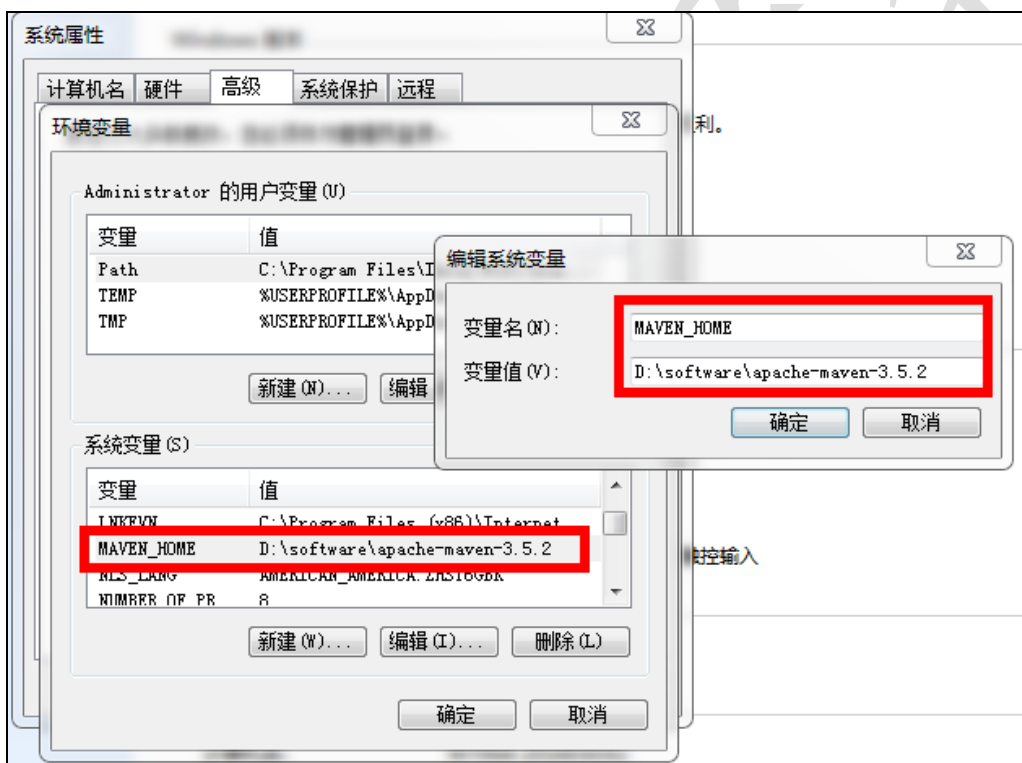 系统属性
计算机名 硬件 高级 系统保护 远程
环境变量
利。
Administrator 的用户变量(U)
变量 值
Path C:\Program Files\I
TEMP %USERPROFILE%\AppD
TMP %USERPROFILE%\AppD
新建(N)... 编辑
编辑系统变量
变量名(N): MAVEN_HOME
变量值(V): D:\software\apache-maven-3.5.2
确定 取消
系统变量(S)
变量 值
C:\Program Files (x86)\Internet
MAVEN_HOME D:\software\apache-maven-3.5.2
NLS_LANG AMERICAN_AMERICA.ZHS16GBK
NUMBER_OF_PR 8
触控输入
新建(W)... 编辑(I)... 删除(L)
确定 取消